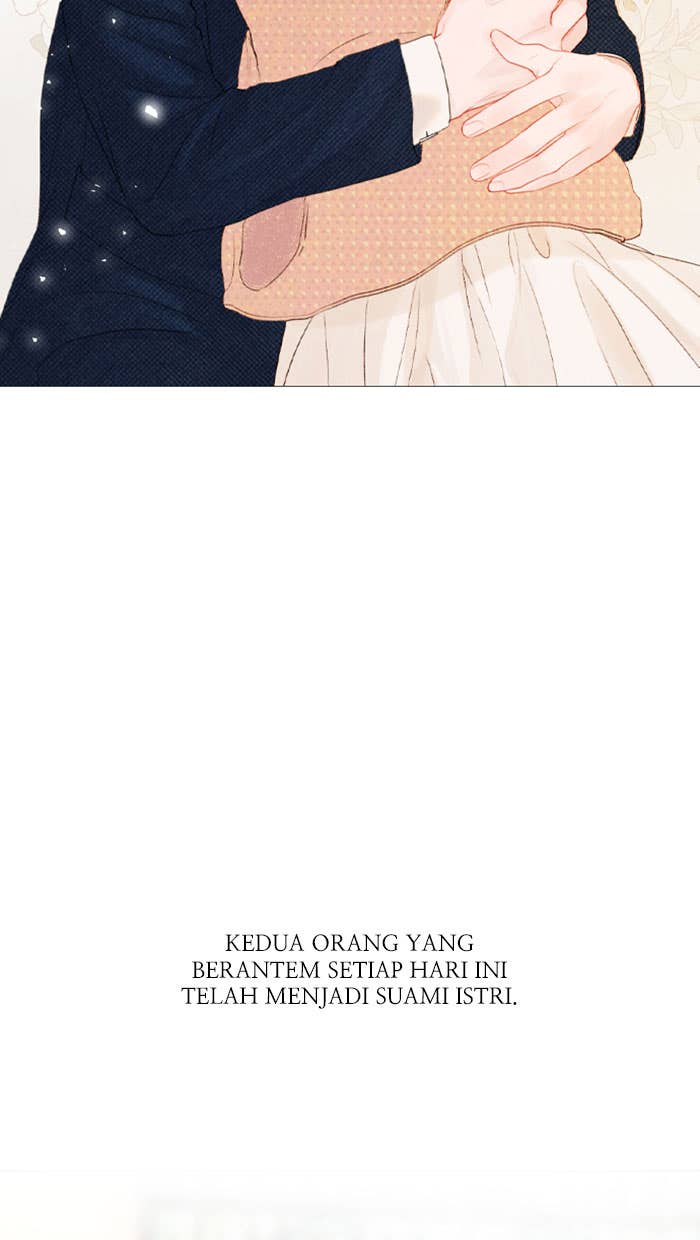 KEDUA ORANG YANG
BERANTEM SETIAP HARI INI
TELAH MENJADI SUAMI ISTRI.